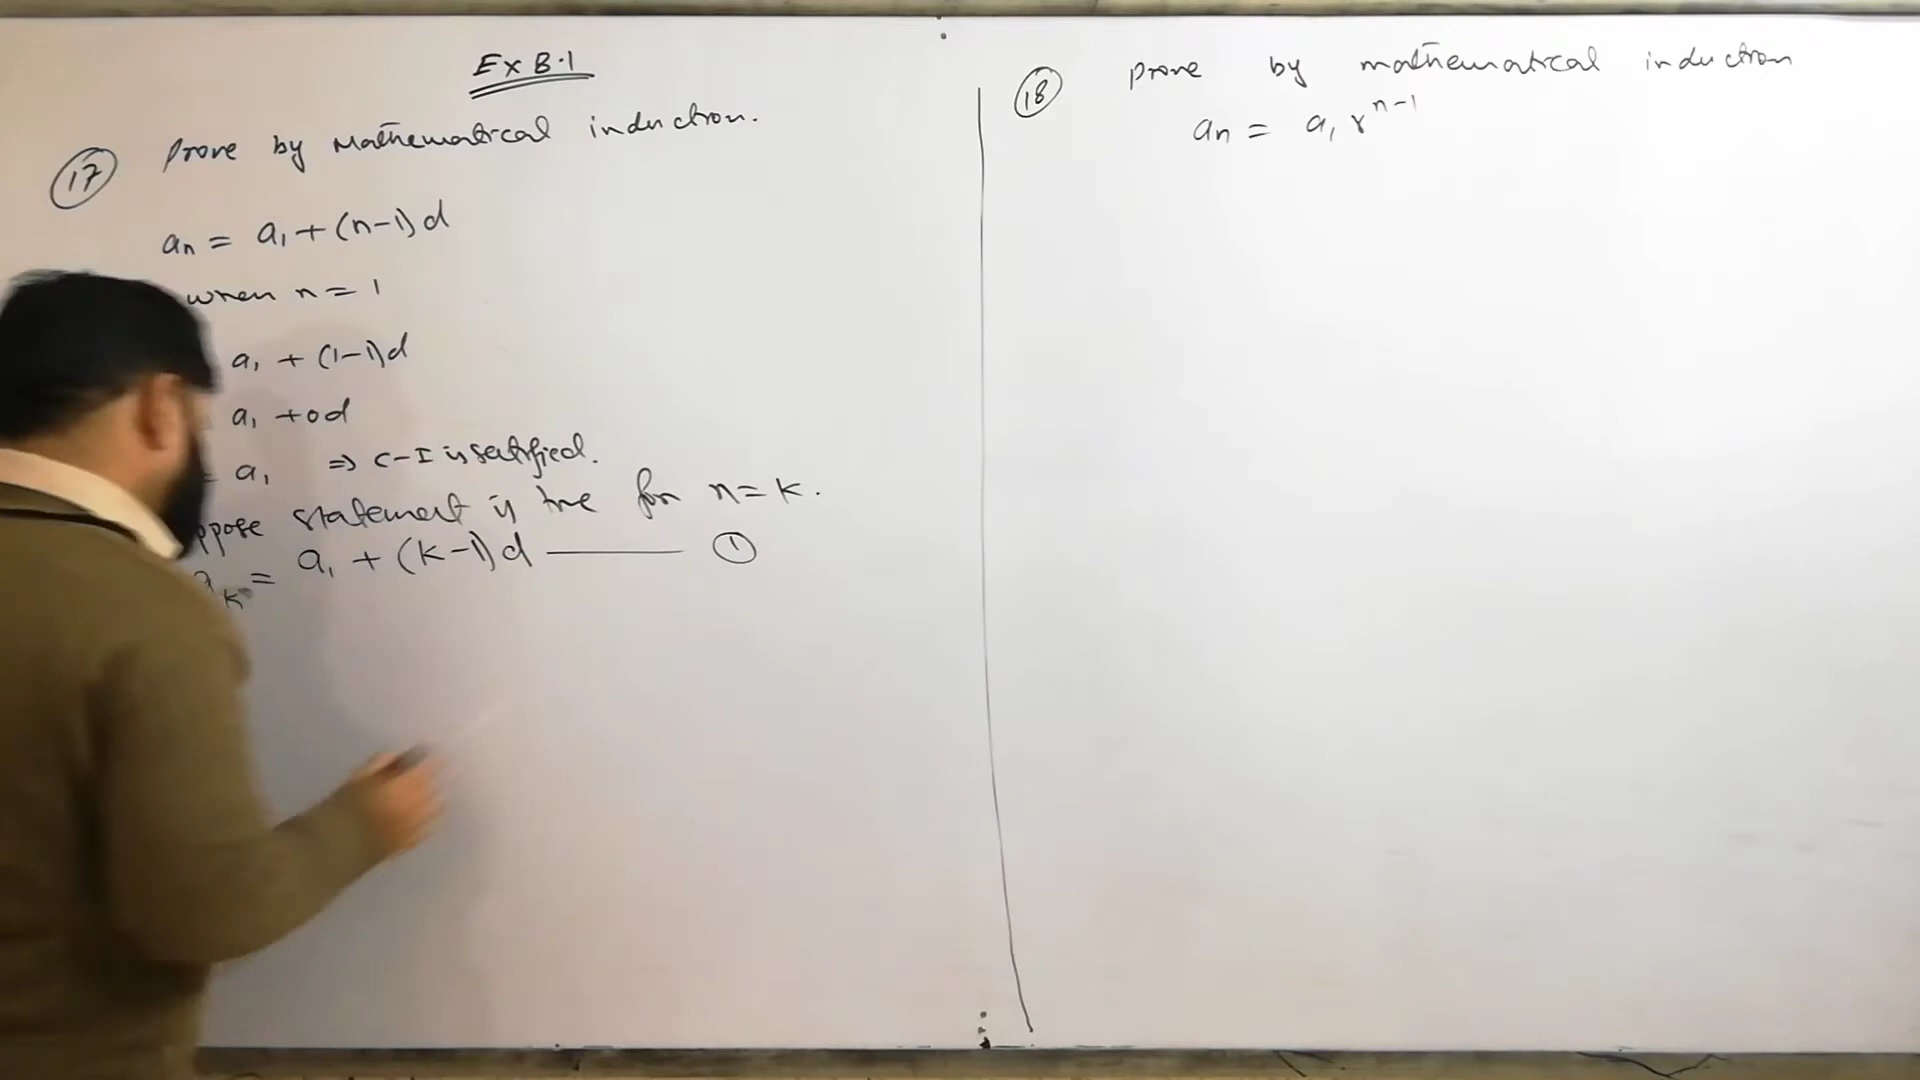 Ex 8.1
17 Prove by Mathematical induction.
an = a1 + (n-1)d
when n = 1
a1 + (1-1)d
a1 + 0d
= a1 ⇒ C-I is satisfied.
statement is true for n = k.
ak = a1 + (k-1)d ——— 1
18 prove by mathematical induction
an = a1 r^n-1